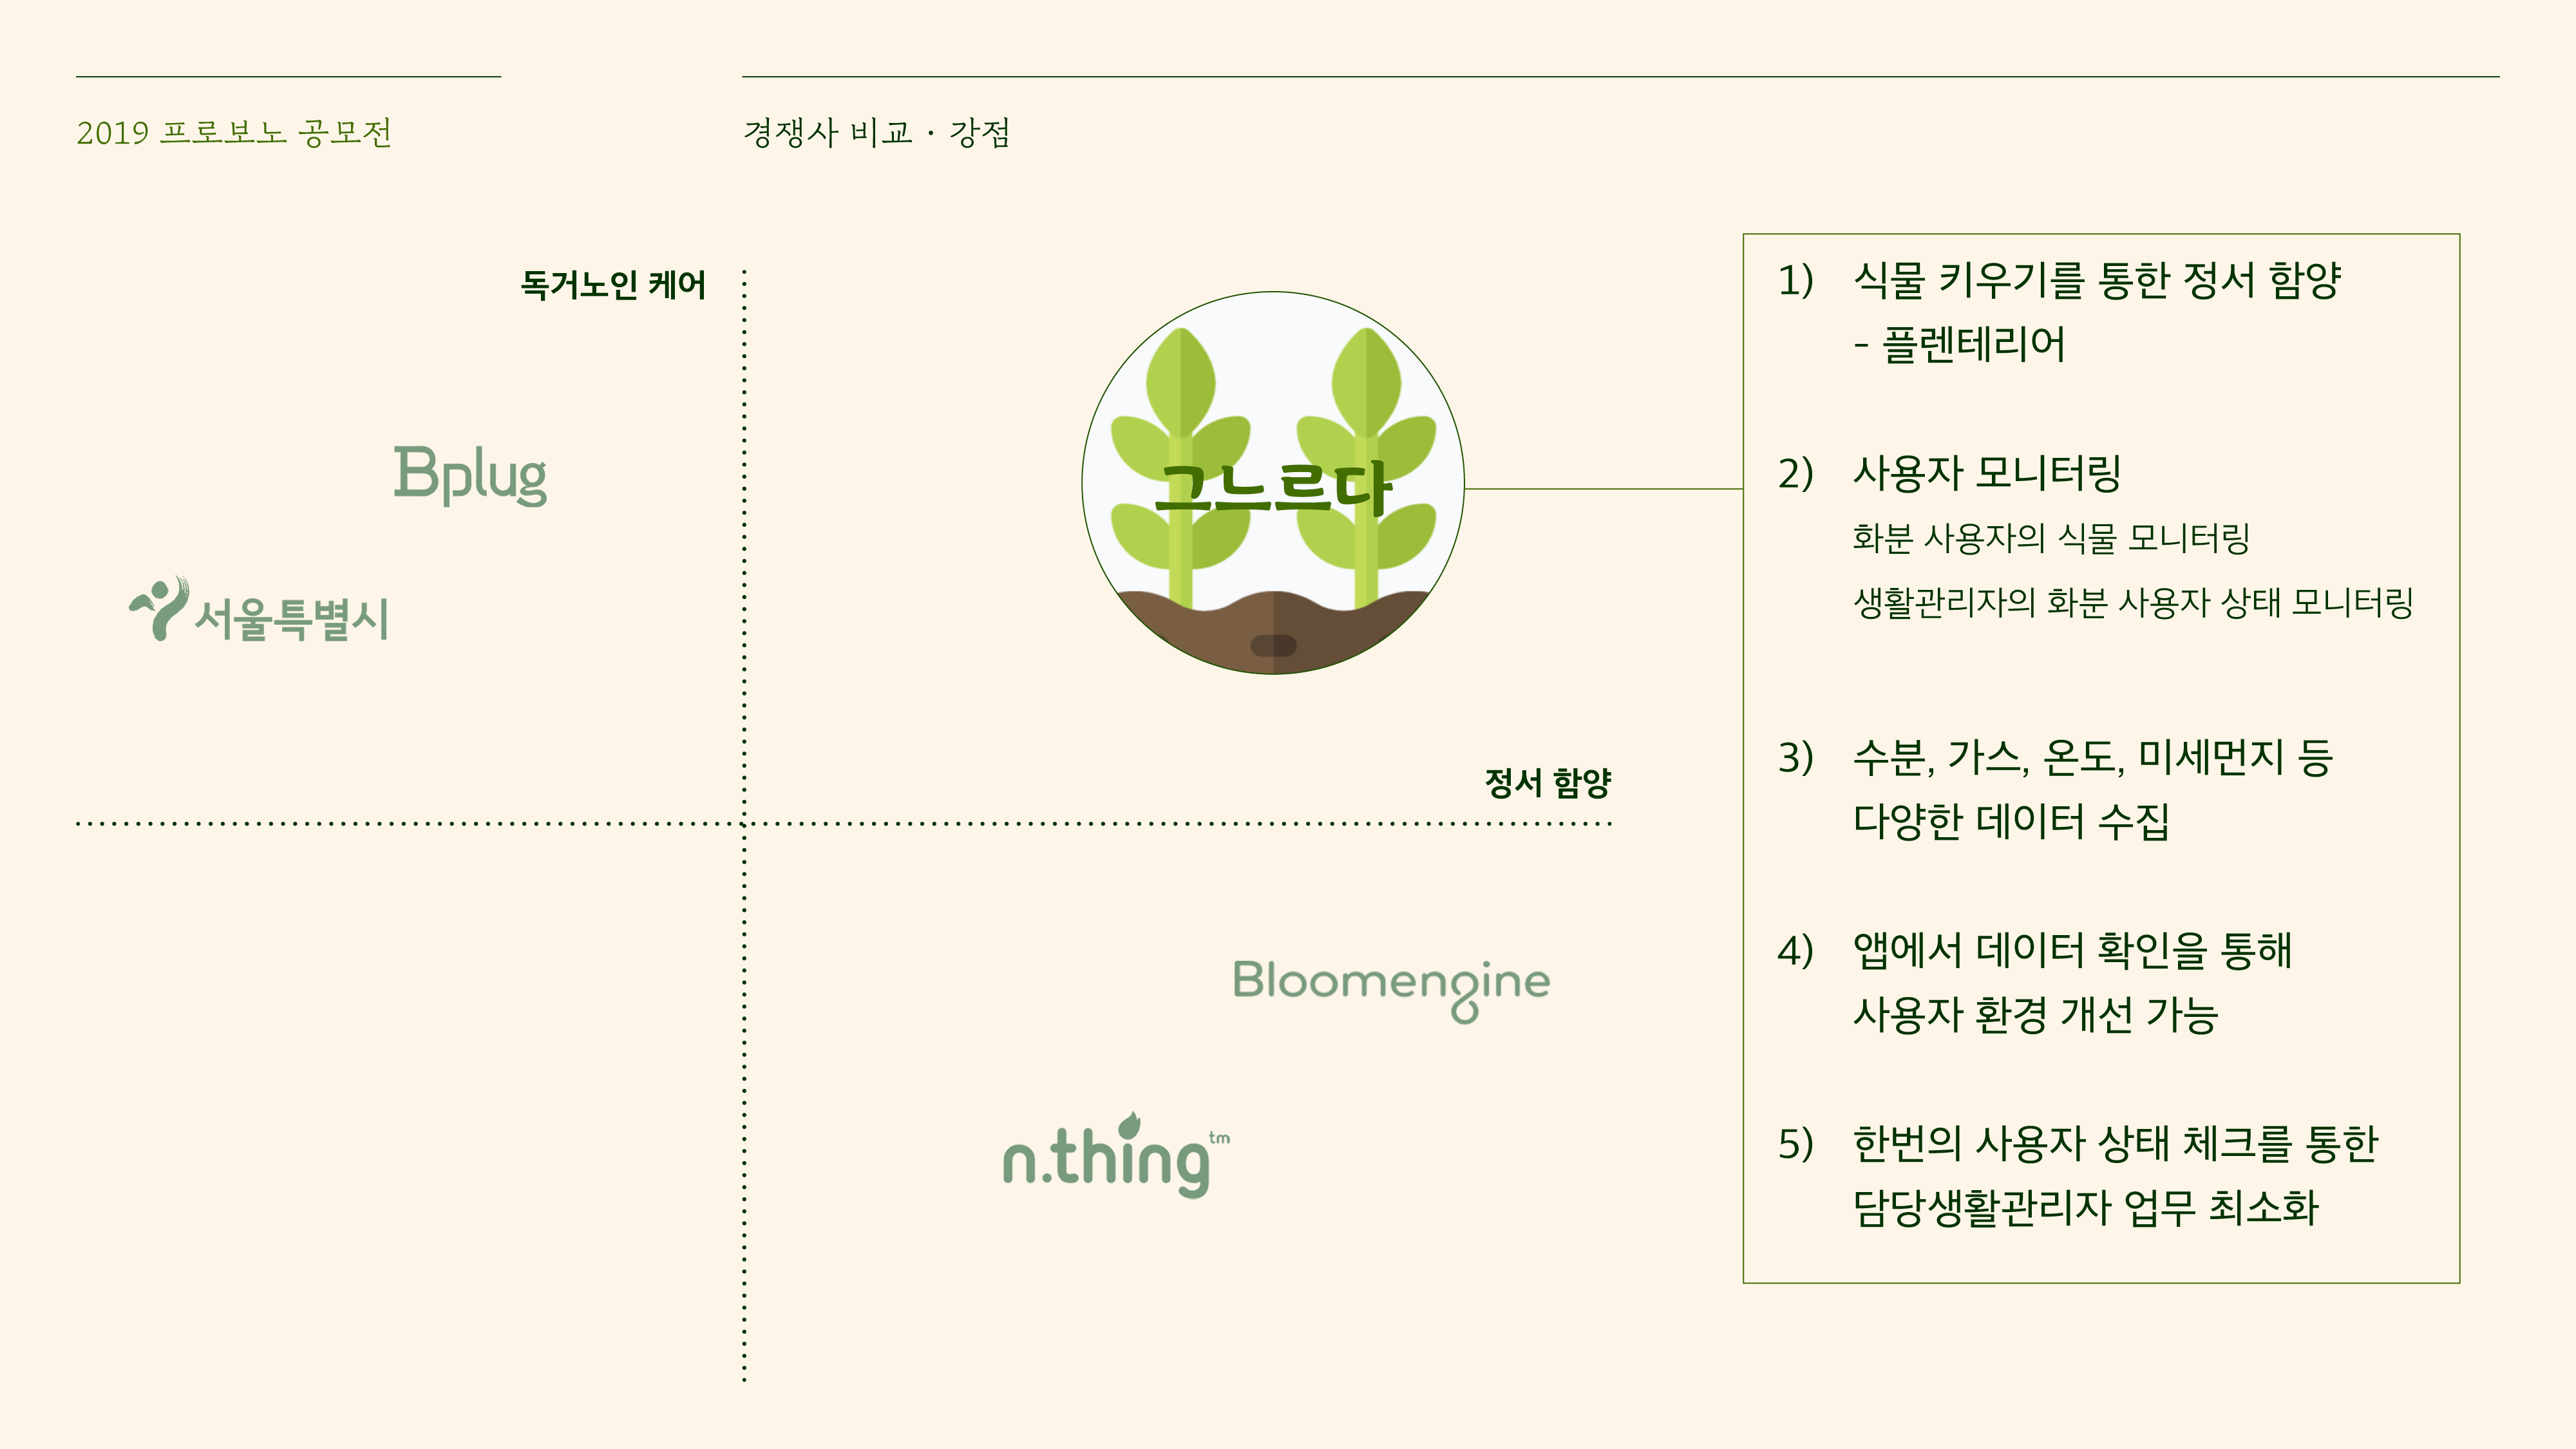 2019 프로보노 공모전
경쟁사 비교 · 강점
독거노인 케어
Bplug
서울특별시
그느르다
정서 함양
Bloomengine
n.thing tm
1) 식물 키우기를 통한 정서 함양
- 플렌테리어
2) 사용자 모니터링
화분 사용자의 식물 모니터링
생활관리자의 화분 사용자 상태 모니터링
3) 수분, 가스, 온도, 미세먼지 등
다양한 데이터 수집
4) 앱에서 데이터 확인을 통해
사용자 환경 개선 가능
5) 한번의 사용자 상태 체크를 통한
담당생활관리자 업무 최소화